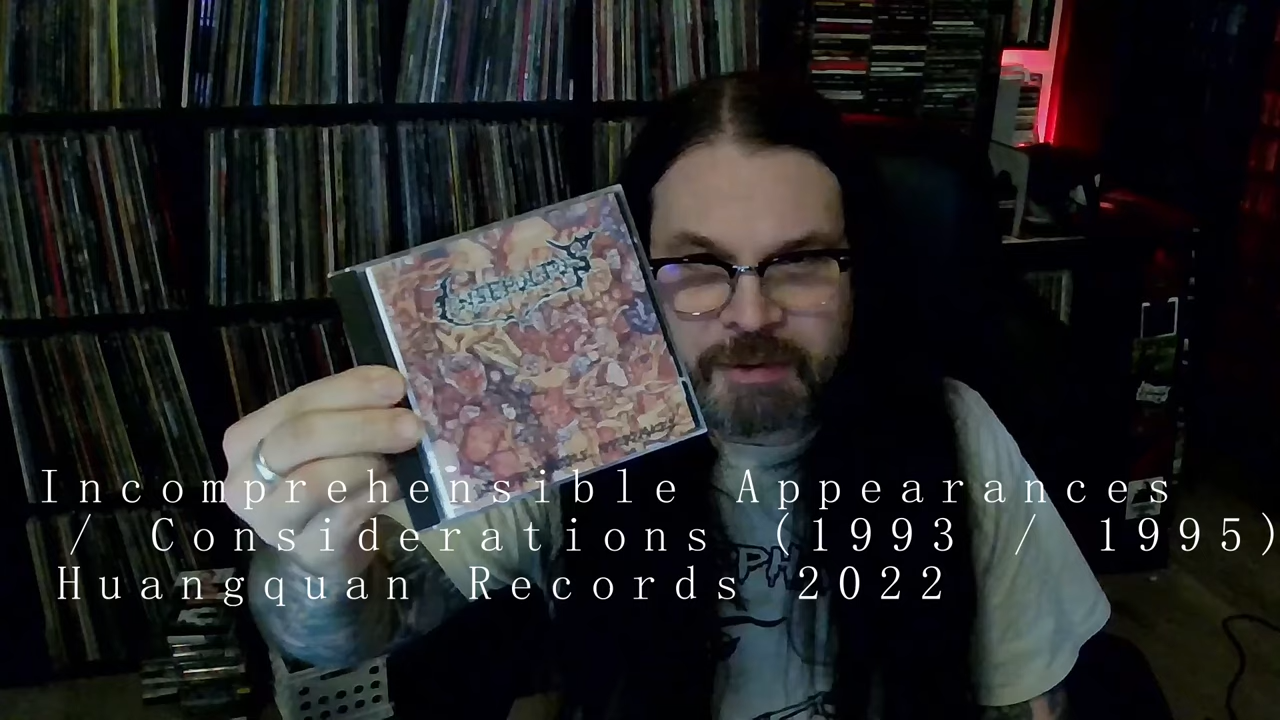 Incomprehensible Appearances
/ Considerations (1993 / 1995)
Huangquan Records 2022